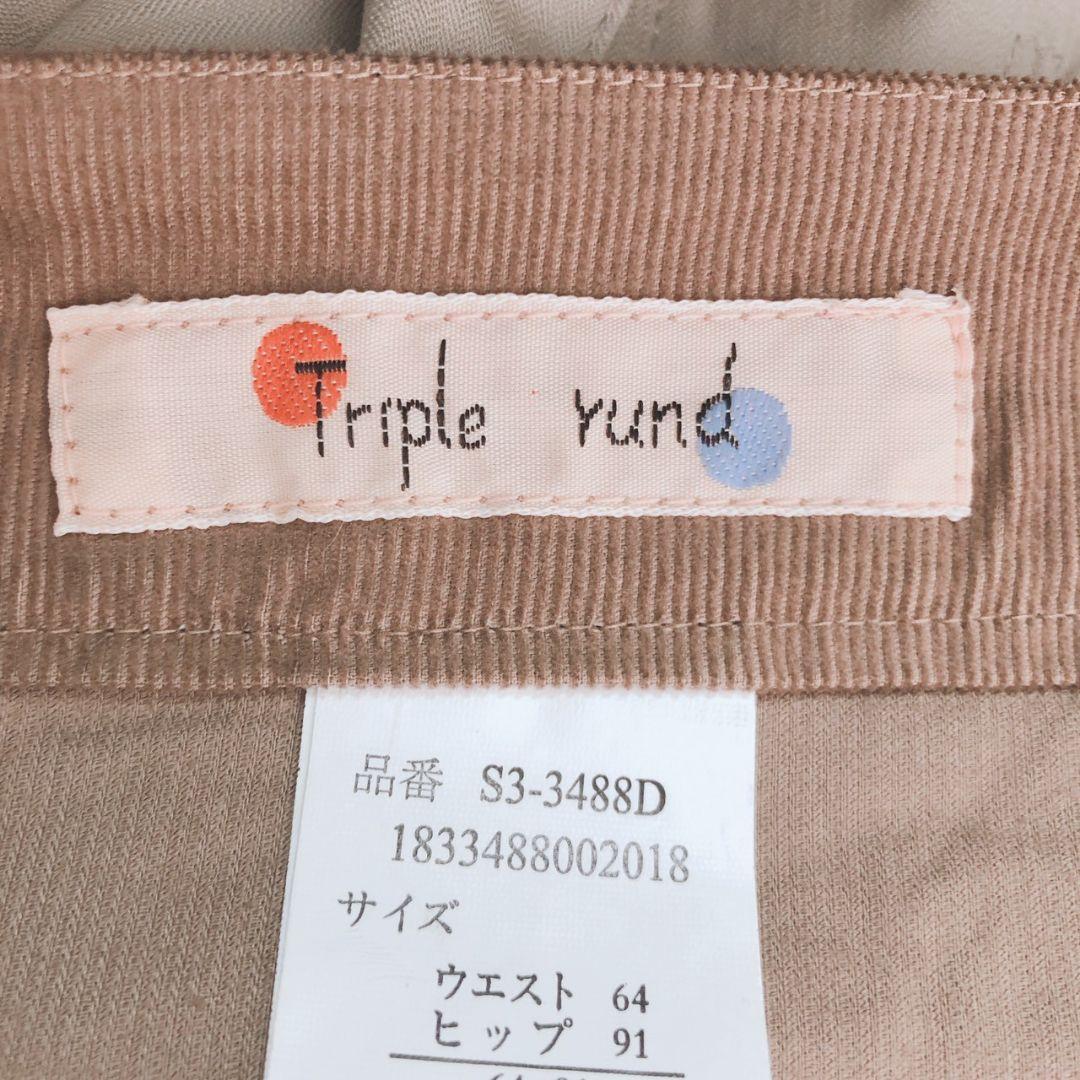 Triple rund
品番 S3-3488D
1833488002018
サイズ
ウエスト 64
ヒップ 91